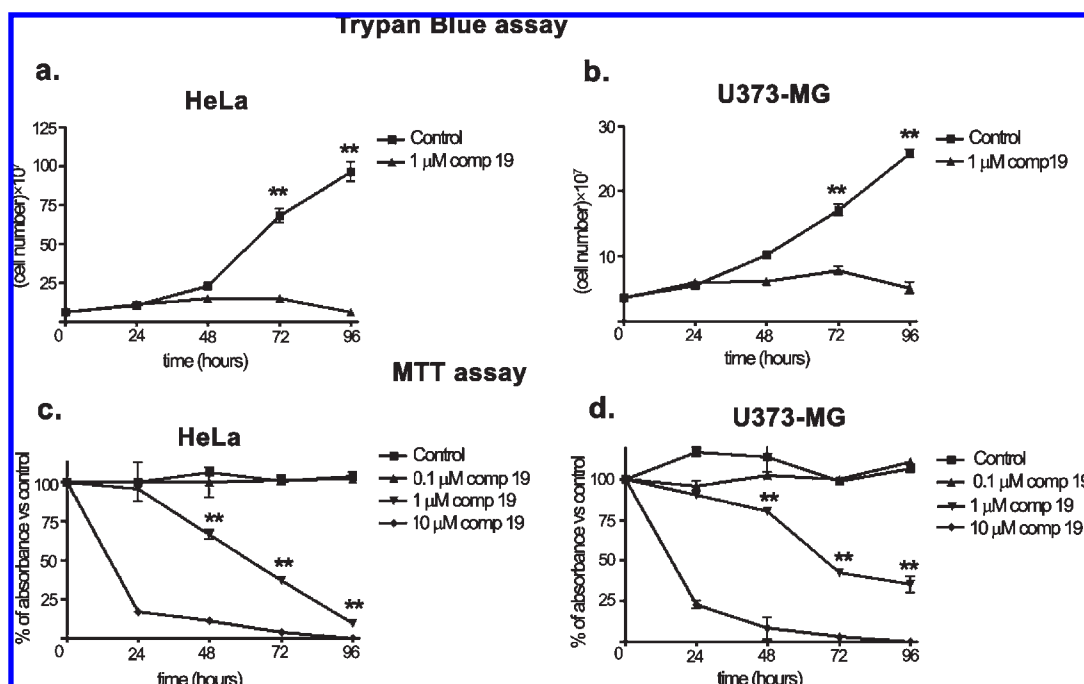 Trypan Blue assay
a.
HeLa
(cell number)×10⁷
125
100
75
50
25
0
24
48
72
96
time (hours)
**
**
Control
1 µM comp 19
b.
U373-MG
(cell number)×10⁷
30
20
10
0
0
24
48
72
96
time (hours)
**
**
Control
1 µM comp19
MTT assay
c.
HeLa
% of absorbance vs control
100
75
50
25
0
24
48
72
96
time (hours)
**
**
**
Control
0.1 µM comp 19
1 µM comp 19
10 µM comp 19
d.
U373-MG
% of absorbance vs control
100
75
50
25
0
24
48
72
96
time (hours)
**
**
**
Control
0.1 µM comp 19
1 µM comp 19
10 µM comp 19